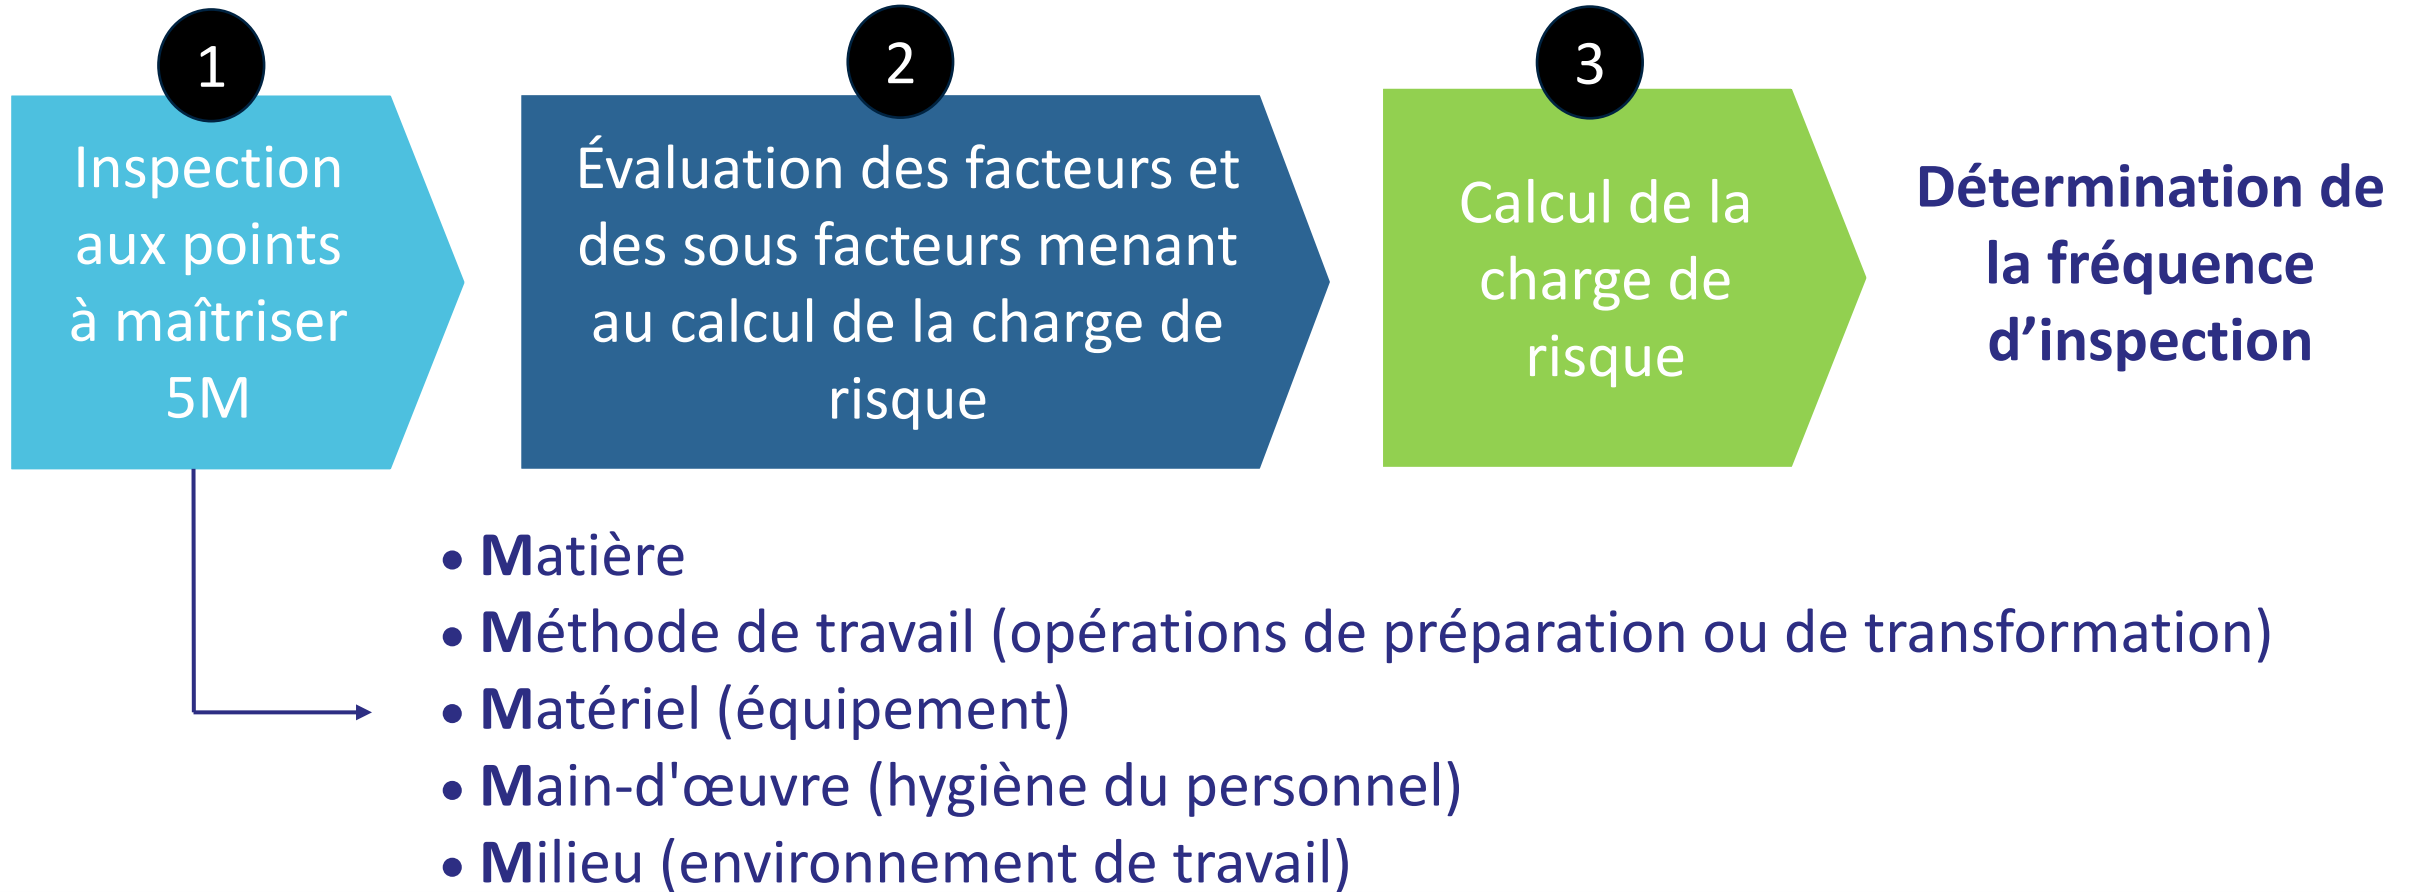 1
Inspection
aux points
à maîtriser
5M
2
Évaluation des facteurs et
des sous facteurs menant
au calcul de la charge de
risque
3
Calcul de la
charge de
risque
Détermination de
la fréquence
d’inspection
• Matière
• Méthode de travail (opérations de préparation ou de transformation)
• Matériel (équipement)
• Main-d'œuvre (hygiène du personnel)
• Milieu (environnement de travail)